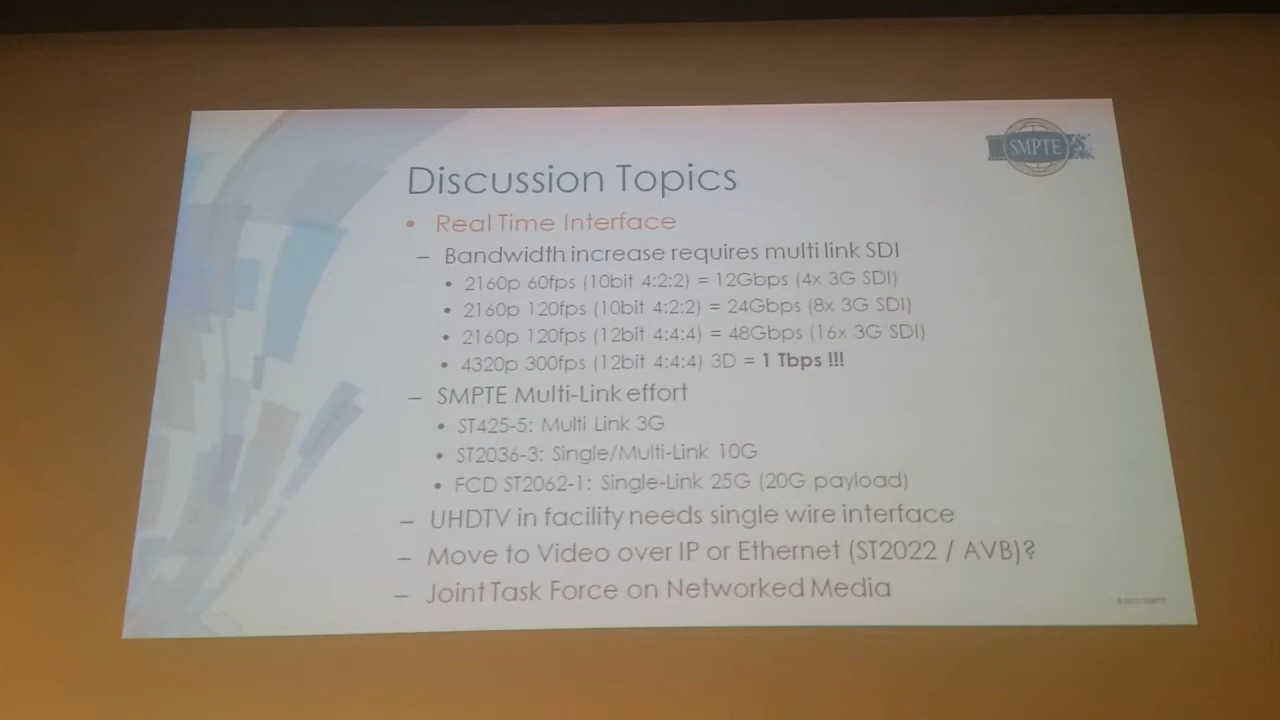 SMPTE
Discussion Topics
• Real Time Interface
– Bandwidth increase requires multi link SDI
• 2160p 60fps (10bit 4:2:2) = 12Gbps (4x 3G SDI)
• 2160p 120fps (10bit 4:2:2) = 24Gbps (8x 3G SDI)
• 2160p 120fps (12bit 4:4:4) = 48Gbps (16x 3G SDI)
• 4320p 300fps (12bit 4:4:4) 3D = 1 Tbps !!!
– SMPTE Multi-Link effort
• ST425-5: Multi Link 3G
• ST2036-3: Single/Multi-Link 10G
• FCD ST2062-1: Single-Link 25G (20G payload)
– UHDTV in facility needs single wire interface
– Move to Video over IP or Ethernet (ST2022 / AVB)?
– Joint Task Force on Networked Media